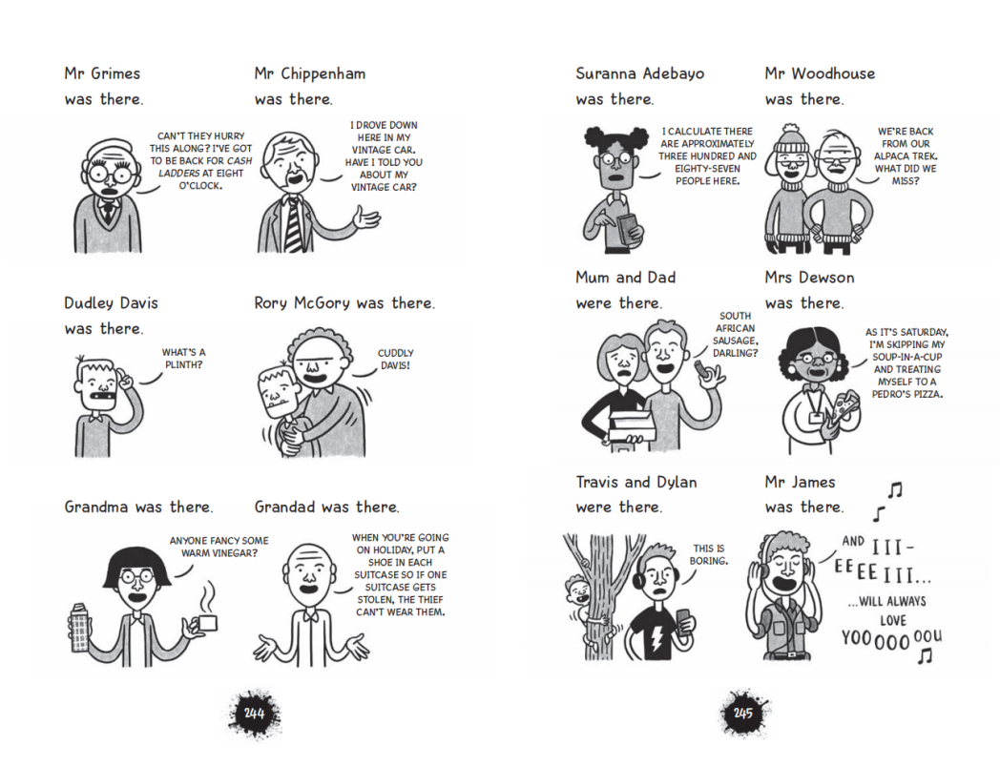 Mr Grimes
was there.
CAN'T THEY HURRY
THIS ALONG? I'VE GOT
TO BE BACK FOR CASH
LADDERS AT EIGHT
O'CLOCK.
Mr Chippenham
was there.
I DROVE DOWN
HERE IN MY
VINTAGE CAR.
HAVE I TOLD YOU
ABOUT MY
VINTAGE CAR?
Dudley Davis
was there.
WHAT'S A
PLINTH?
Rory McGory was there.
CUDDLY
DAVIS!
Grandma was there.
ANYONE FANCY SOME
WARM VINEGAR?
Grandad was there.
WHEN YOU'RE GOING
ON HOLIDAY, PUT A
SHOE IN EACH
SUITCASE SO IF ONE
SUITCASE GETS
STOLEN, THE THIEF
CAN'T WEAR THEM.
244
Suranna Adebayo
was there.
I CALCULATE THERE
ARE APPROXIMATELY
THREE HUNDRED AND
EIGHTY-SEVEN
PEOPLE HERE.
Mr Woodhouse
was there.
WE'RE BACK
FROM OUR
ALPACA TREK.
WHAT DID WE
MISS?
Mum and Dad
were there.
SOUTH
AFRICAN
SAUSAGE,
DARLING?
Mrs Dewson
was there.
AS IT'S SATURDAY,
I'M SKIPPING MY
SOUP-IN-A-CUP
AND TREATING
MYSELF TO A
PEDRO'S PIZZA.
Travis and Dylan
were there.
THIS IS
BORING.
Mr James
was there.
AND III-
EEEEIII...
...WILL ALWAYS
LOVE
YOOOOOOOU
245